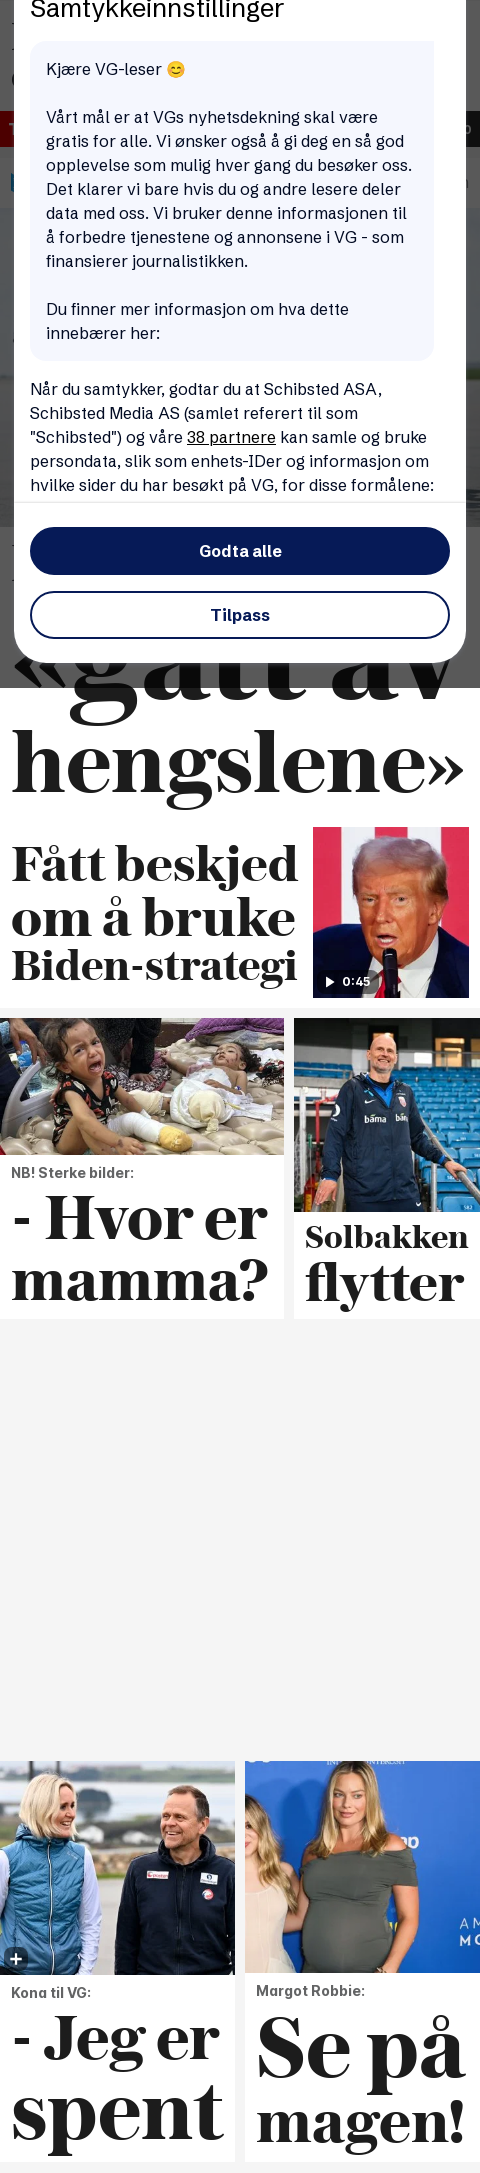 Samtykkeinnstillinger
Kjære VG-leser 😊
Vårt mål er at VGs nyhetsdekning skal være
gratis for alle. Vi ønsker også å gi deg en så god
opplevelse som mulig hver gang du besøker oss.
Det klarer vi bare hvis du og andre lesere deler
data med oss. Vi bruker denne informasjonen til
å forbedre tjenestene og annonsene i VG - som
finansierer journalistikken.
Du finner mer informasjon om hva dette
innebærer her:
Når du samtykker, godtar du at Schibsted ASA,
Schibsted Media AS (samlet referert til som
"Schibsted") og våre 38 partnere kan samle og bruke
persondata, slik som enhets-IDer og informasjon om
hvilke sider du har besøkt på VG, for disse formålene:
Godta alle
Tilpass
«gått av
hengslene»
Fått beskjed
om å bruke
Biden-strategi
0:45
bama
NB! Sterke bilder:
- Hvor er
mamma?
Solbakken
flytter
Kona til VG:
- Jeg er
spent
Margot Robbie:
Se på
magen!